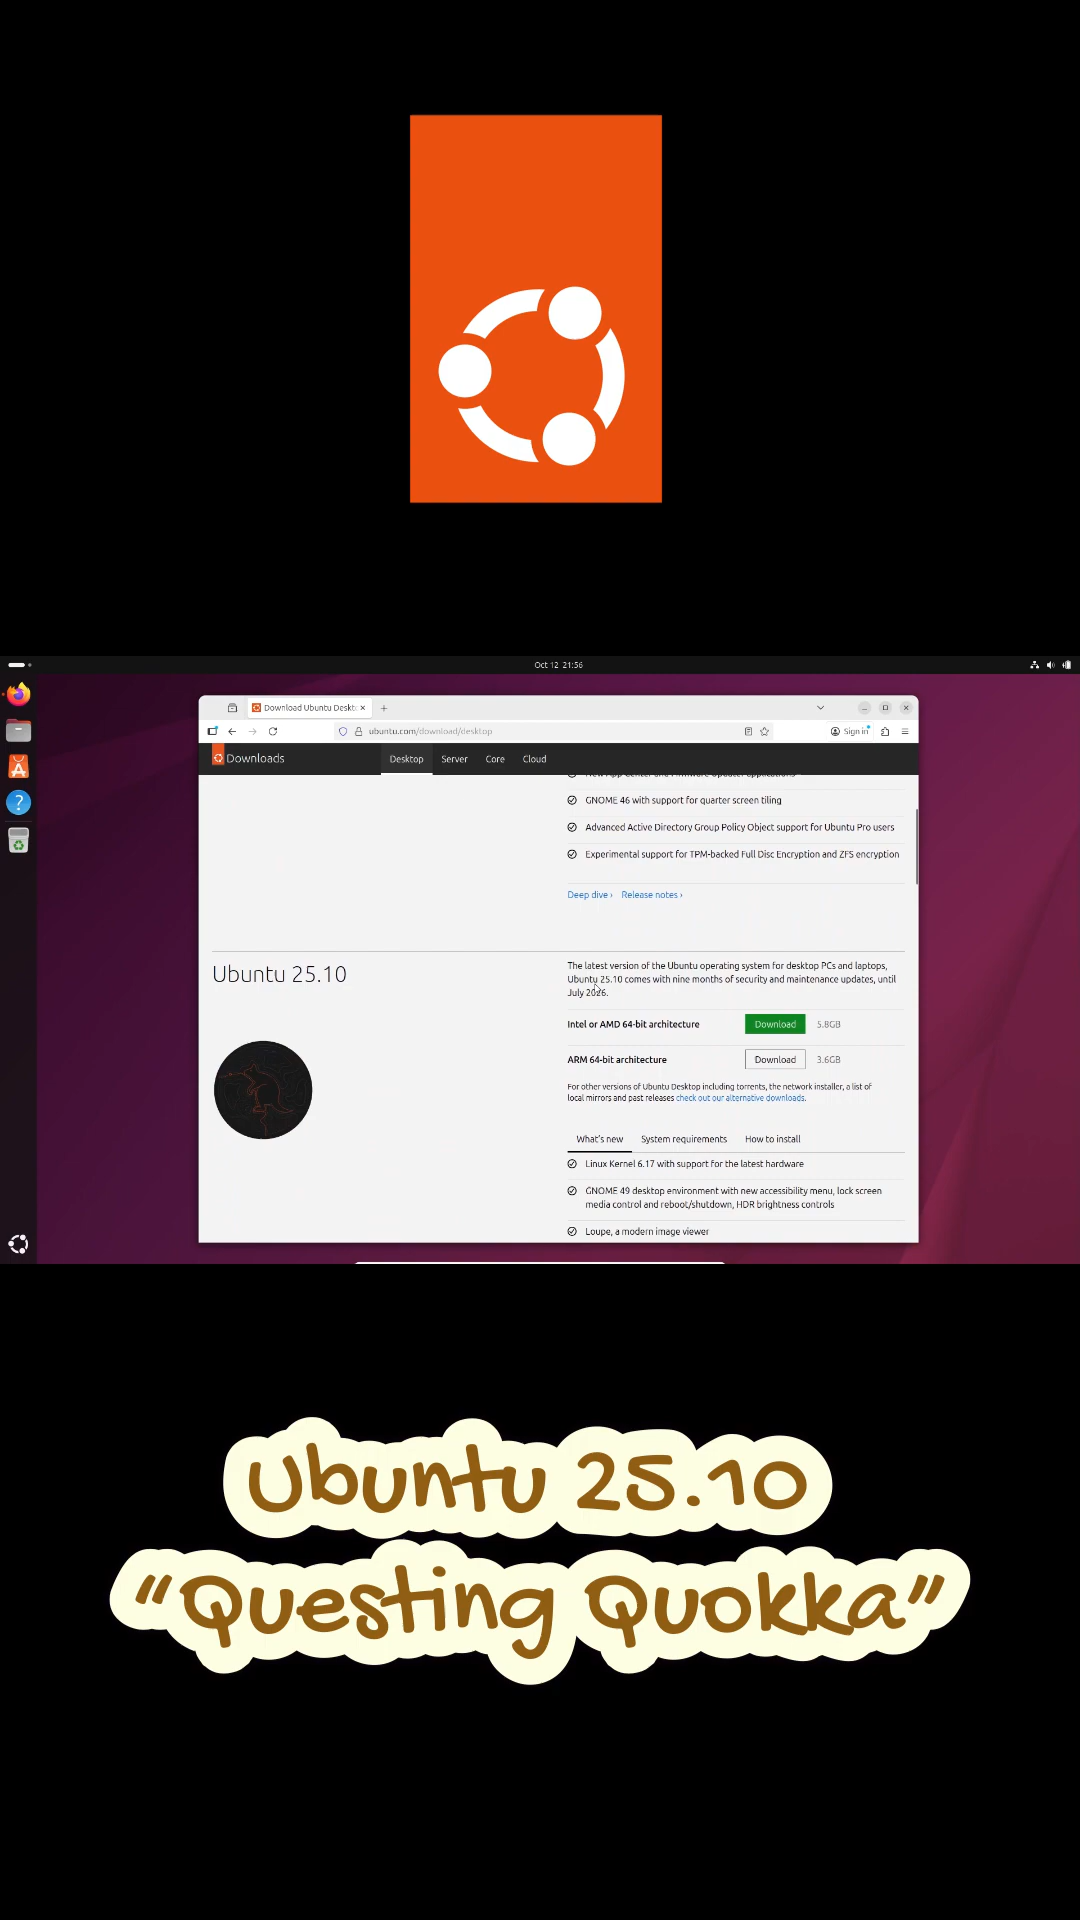 Oct 12 21:56
Download Ubuntu Deskt
ubuntu.com/download/desktop
Sign in
Downloads
Desktop
Server
Core
Cloud
New App Center and Firmware Updater applications
GNOME 46 with support for quarter screen tiling
Advanced Active Directory Group Policy Object support for Ubuntu Pro users
Experimental support for TPM-backed Full Disc Encryption and ZFS encryption
Deep dive › Release notes ›
Ubuntu 25.10
The latest version of the Ubuntu operating system for desktop PCs and laptops,
Ubuntu 25.10 comes with nine months of security and maintenance updates, until
July 2026.
Intel or AMD 64-bit architecture Download 5.8GB
ARM 64-bit architecture Download 3.6GB
For other versions of Ubuntu Desktop including torrents, the network installer, a list of
local mirrors and past releases check out our alternative downloads.
What's new System requirements How to install
Linux Kernel 6.17 with support for the latest hardware
GNOME 49 desktop environment with new accessibility menu, lock screen
media control and reboot/shutdown, HDR brightness controls
Loupe, a modern image viewer
Ubuntu 25.10
“Questing Quokka”